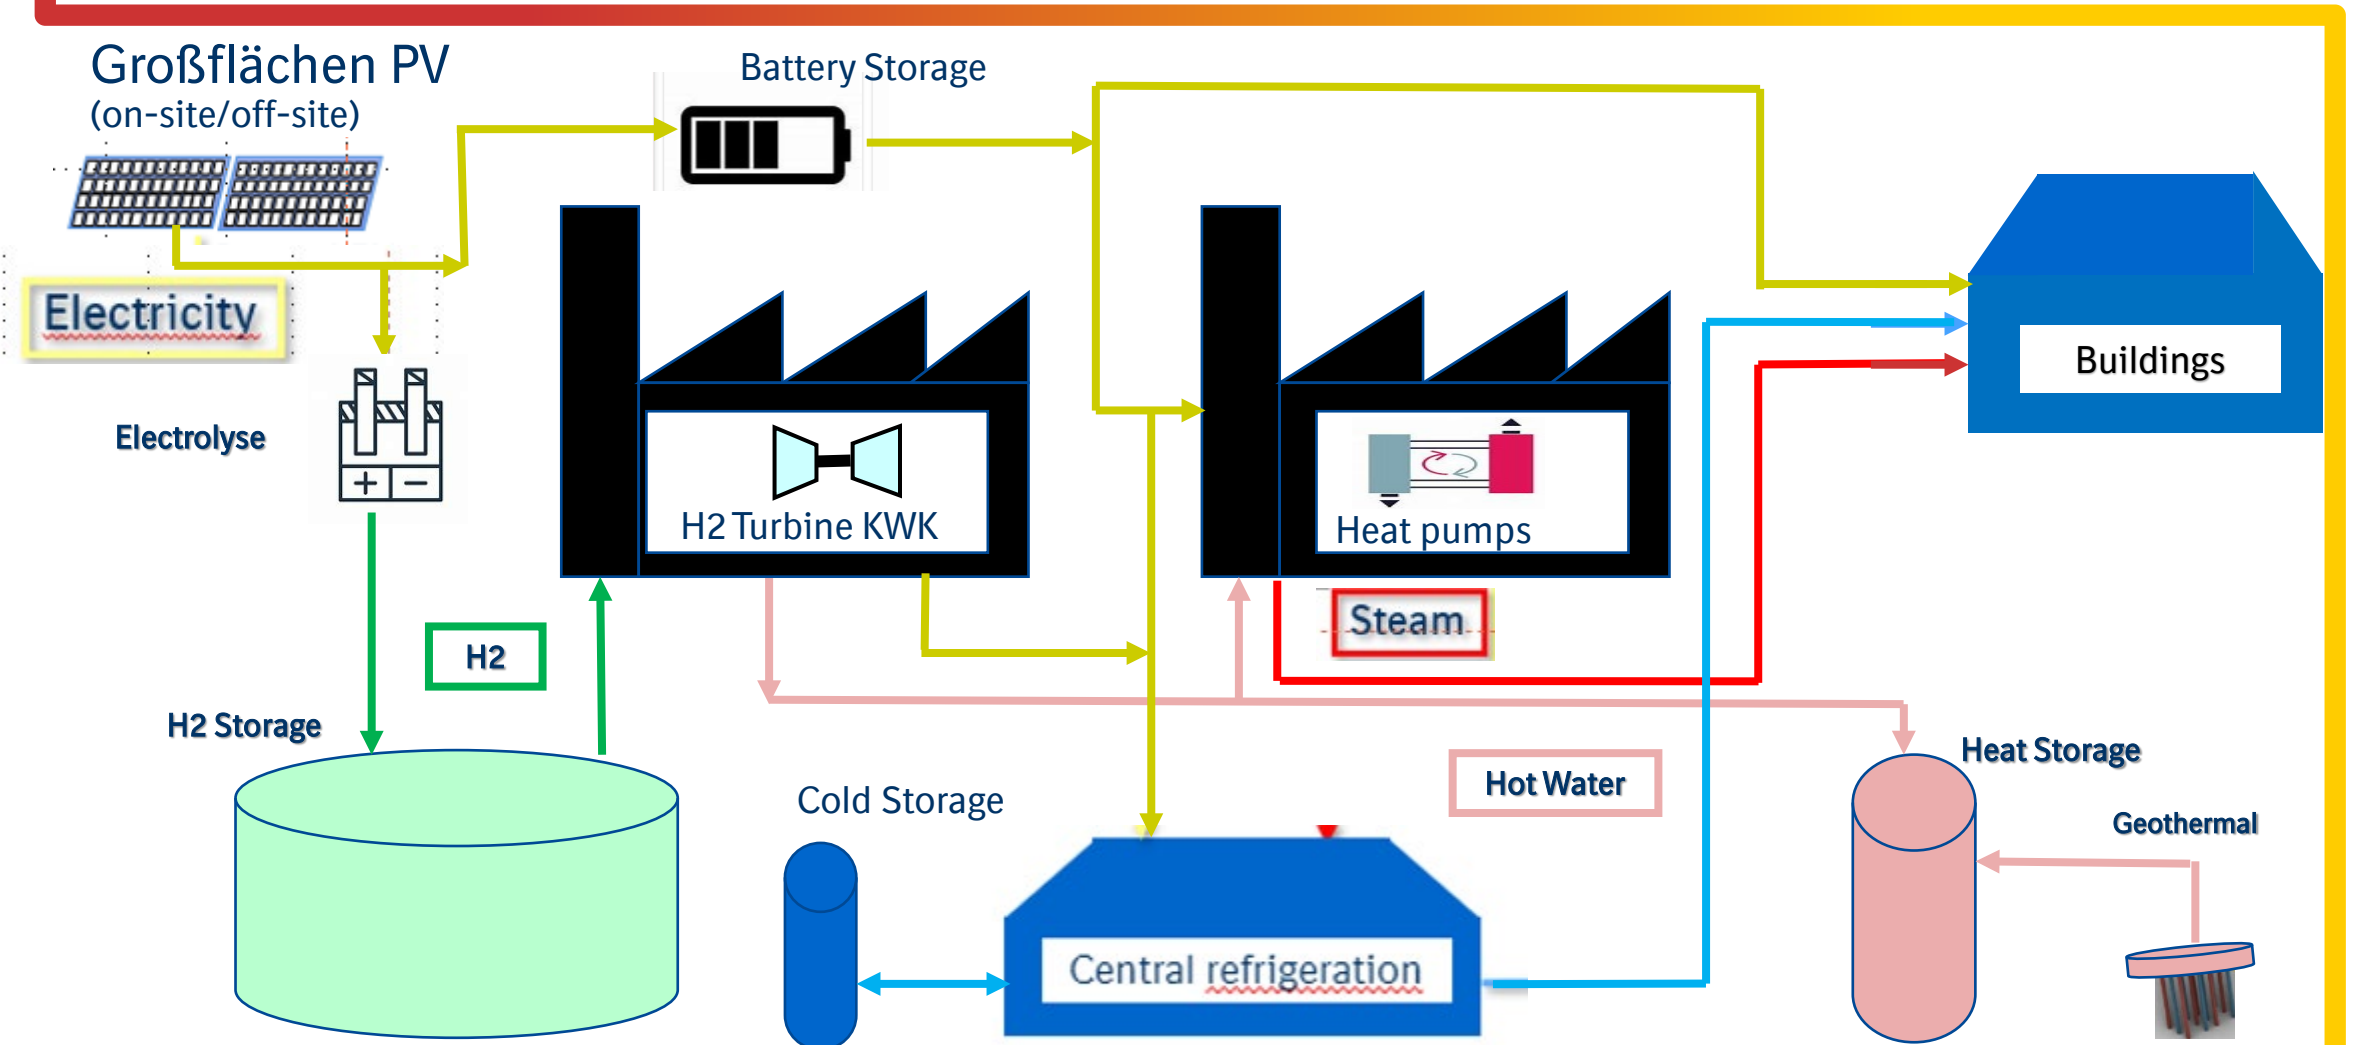 Großflächen PV
(on-site/off-site)
Battery Storage
Electricity
Buildings
Electrolyse
+ −
H2 Turbine KWK
Heat pumps
Steam
H2
H2 Storage
Heat Storage
Hot Water
Cold Storage
Geothermal
Central refrigeration